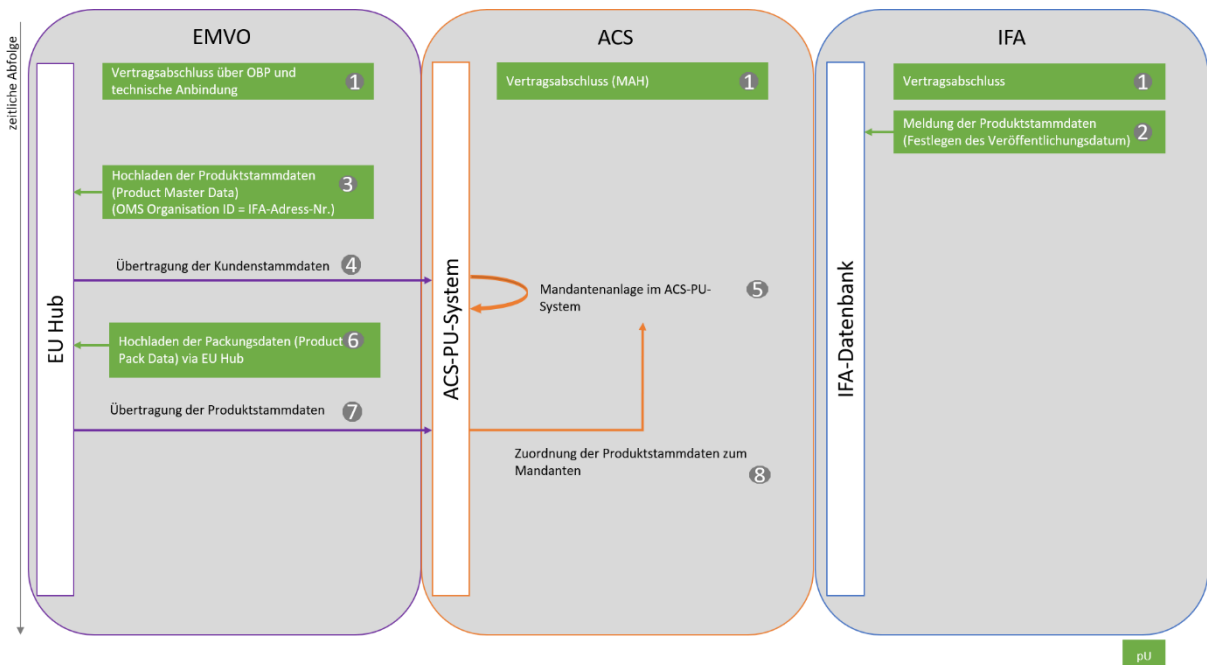 zeitliche Abfolge
EMVO
ACS
IFA
EU Hub
ACS-PU-System
IFA-Datenbank
Vertragsabschluss über OBP und
technische Anbindung
1
Vertragsabschluss (MAH)
1
Vertragsabschluss
1
Meldung der Produktstammdaten
(Festlegen des Veröffentlichungsdatum)
2
Hochladen der Produktstammdaten
(Product Master Data)
(OMS Organisation ID = IFA-Adress-Nr.)
3
Übertragung der Kundenstammdaten
4
Mandantenanlage im ACS-PU-
System
5
Hochladen der Packungsdaten (Product
Pack Data) via EU Hub
6
Übertragung der Produktstammdaten
7
Zuordnung der Produktstammdaten zum
Mandanten
8
pU